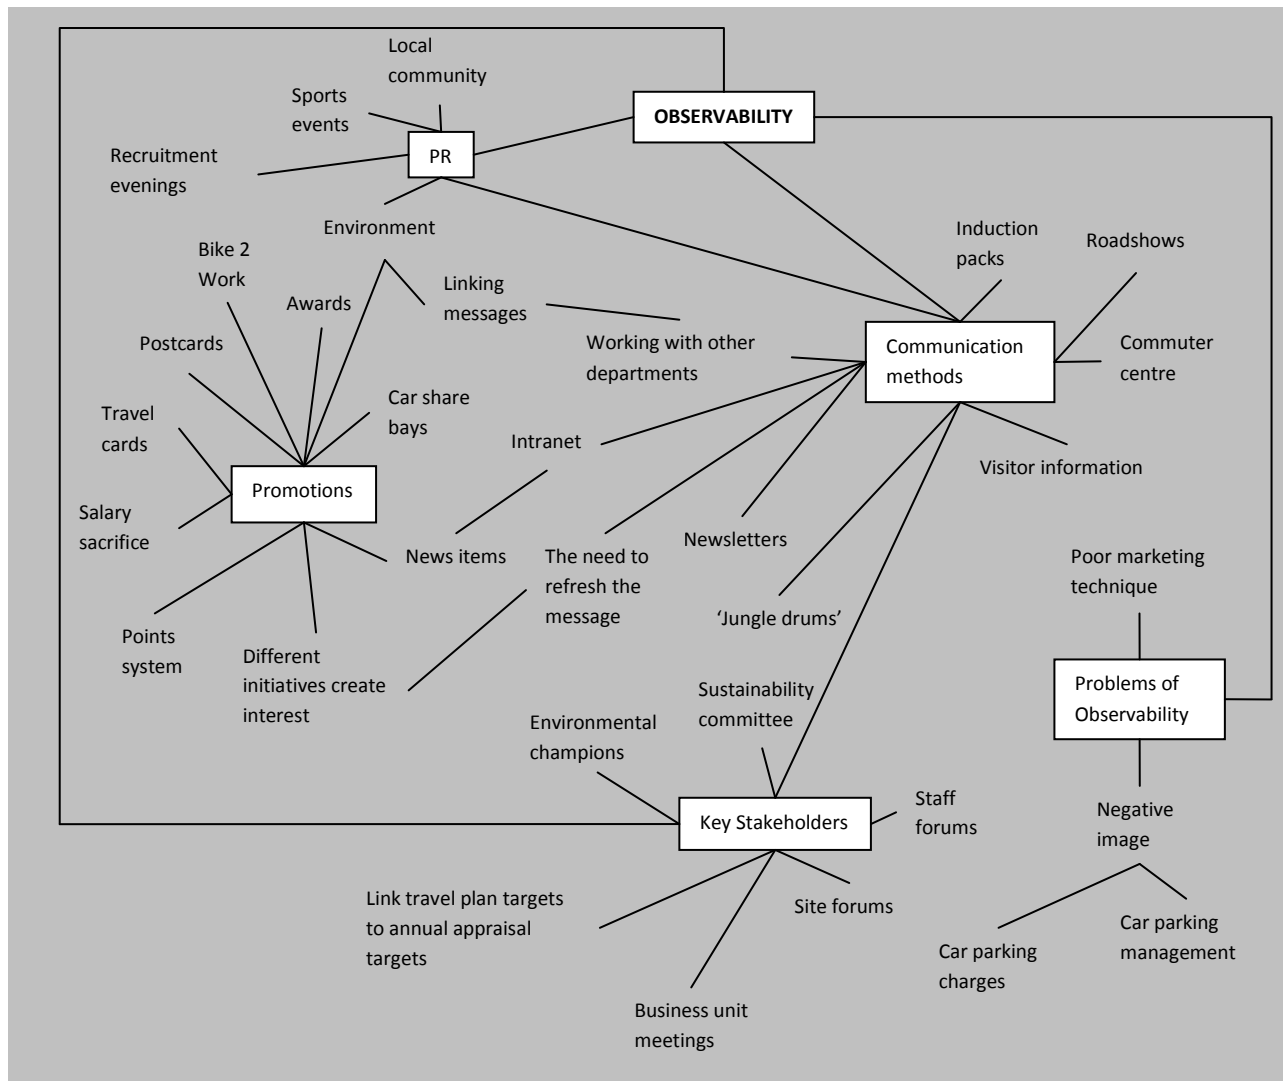 Local
community
Sports
events
OBSERVABILITY
PR
Recruitment
evenings
Environment
Bike 2
Work
Induction
packs
Roadshows
Linking
messages
Awards
Postcards
Working with other
departments
Communication
methods
Commuter
centre
Travel
cards
Car share
bays
Intranet
Visitor information
Promotions
Salary
sacrifice
News items
The need to
refresh the
message
Newsletters
Poor marketing
technique
'Jungle drums'
Points
system
Different
initiatives create
interest
Sustainability
committee
Problems of
Observability
Environmental
champions
Key Stakeholders
Staff
forums
Negative
image
Link travel plan targets
to annual appraisal
targets
Site forums
Car parking
charges
Car parking
management
Business unit
meetings